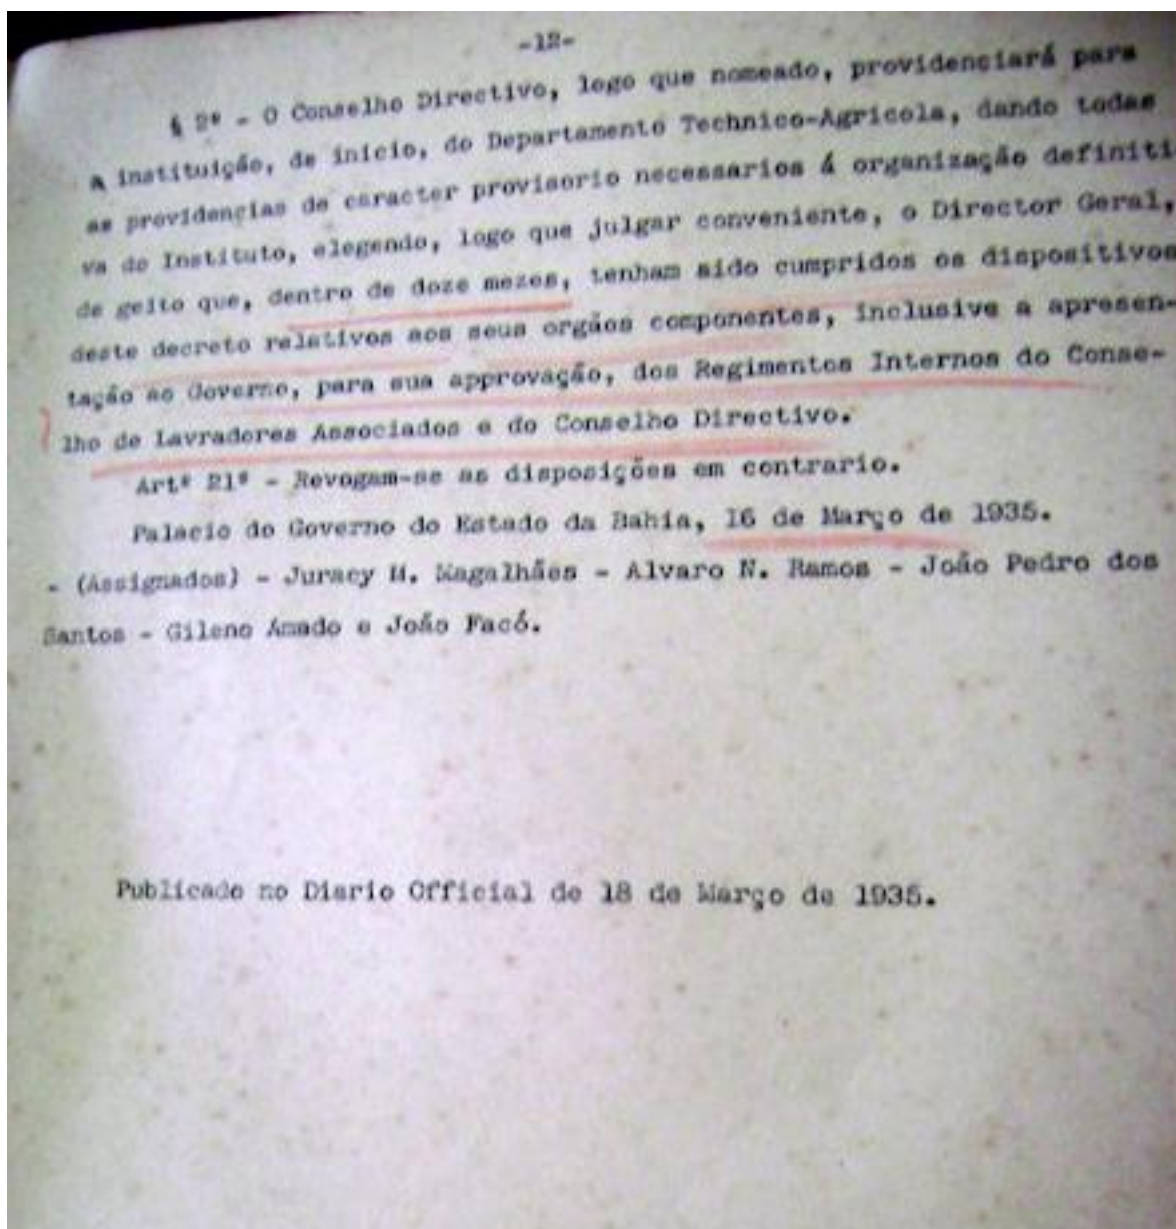 -12-
§ 2º - O Conselho Directivo, logo que nomeado, providenciará para
a instituição, de inicio, do Departamento Technico-Agricola, dando todas
as providencias de caracter provisorio necessarios á organização definiti
va do Instituto, elegendo, logo que julgar conveniente, o Director Geral,
de geito que, dentro de doze mezes, tenham sido cumpridos os dispositivos
deste decreto relativos aos seus orgãos componentes, inclusive a apresen-
tação ao Governo, para sua approvação, dos Regimentos Internos do Conse-
lho de Lavradores Associados e do Conselho Directivo.
Artº 21º - Revogam-se as disposições em contrario.
Palacio do Governo do Estado da Bahia, 16 de Março de 1935.
- (Assignados) - Juracy M. Magalhães - Alvaro N. Ramos - João Pedro dos
Santos - Gileno Amado e João Facó.
Publicado no Diario Official de 18 de Março de 1935.